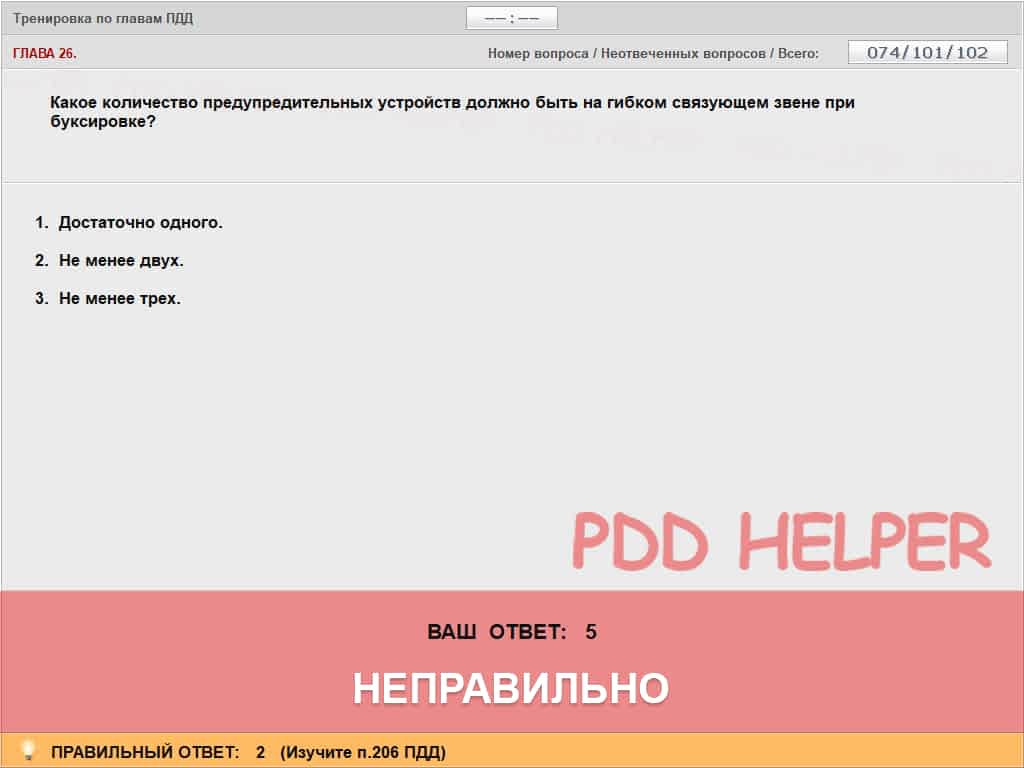 Тренировка по главам ПДД
—— : ——
ГЛАВА 26.
Номер вопроса / Неотвеченных вопросов / Всего:
074/101/102
Какое количество предупредительных устройств должно быть на гибком связующем звене при
буксировке?
1. Достаточно одного.
2. Не менее двух.
3. Не менее трех.
PDD HELPER
ВАШ ОТВЕТ: 5
НЕПРАВИЛЬНО
ПРАВИЛЬНЫЙ ОТВЕТ: 2 (Изучите п.206 ПДД)